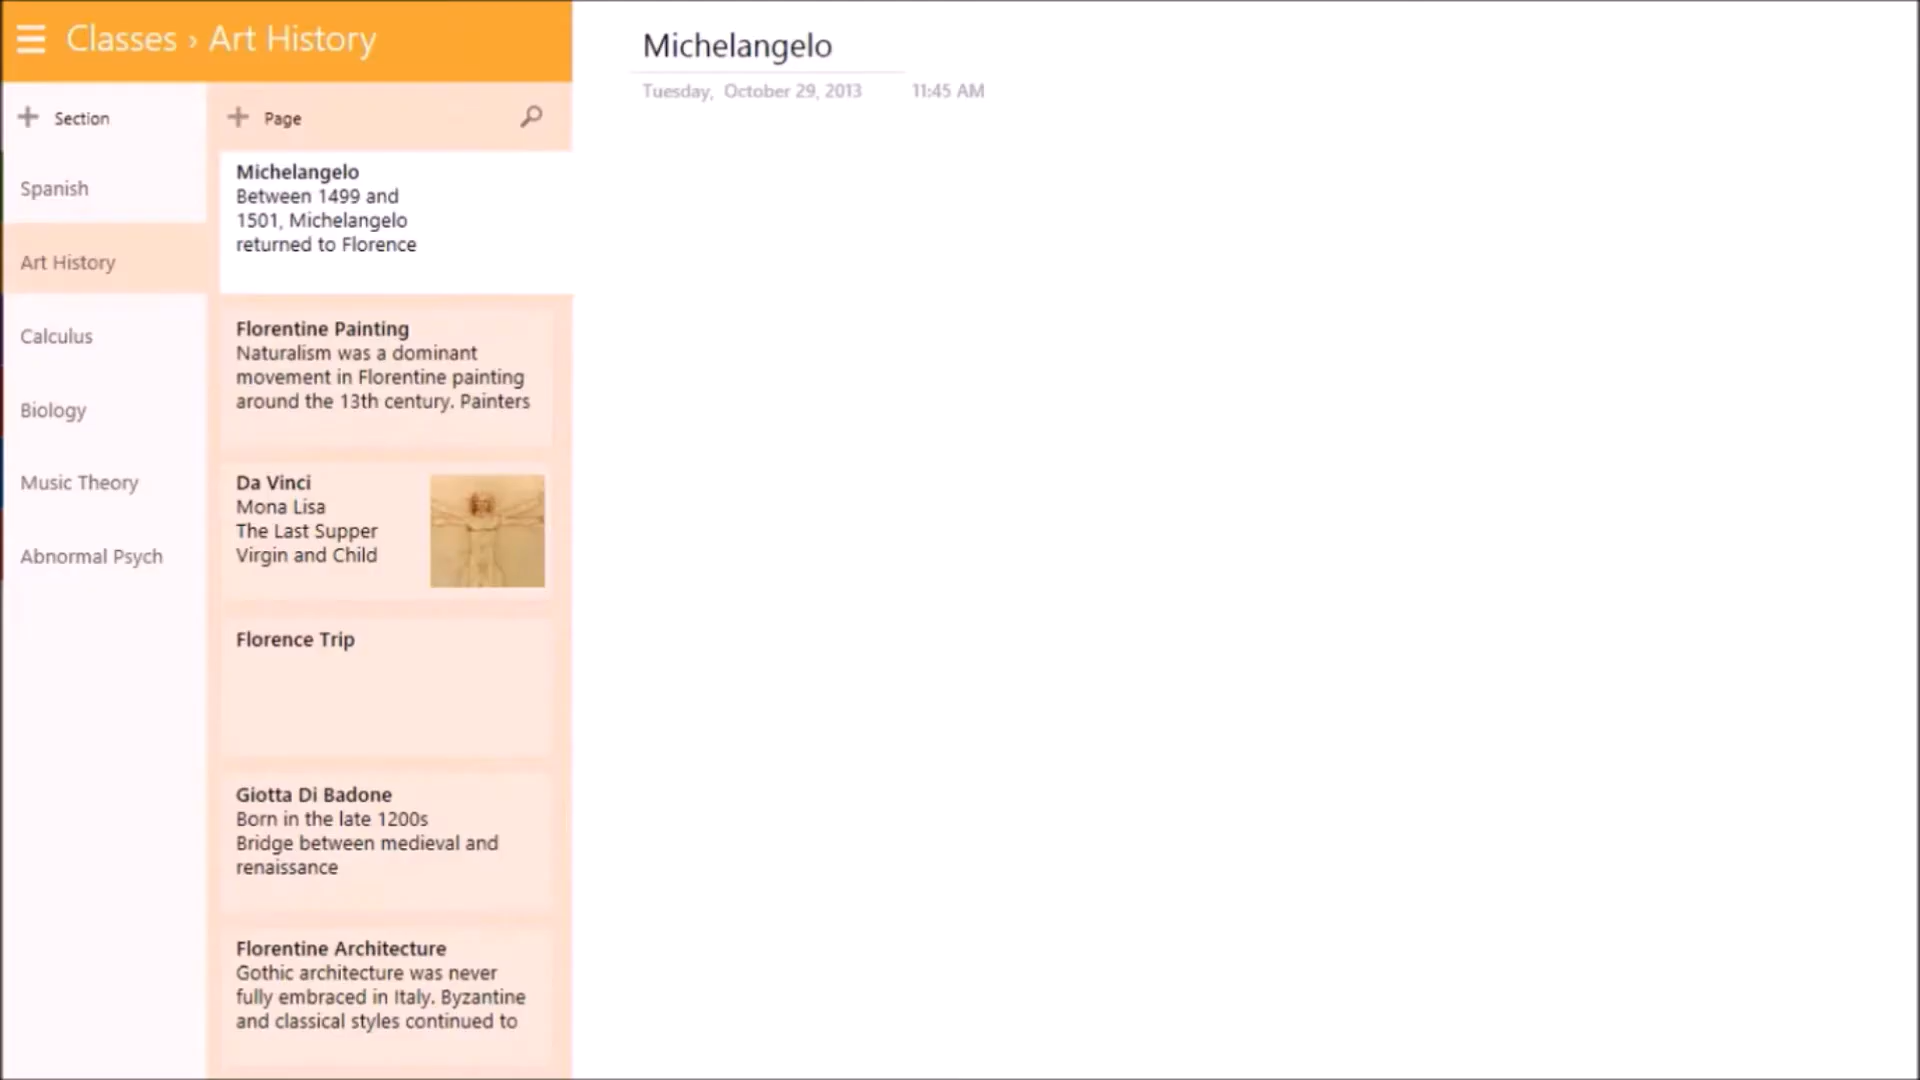 Classes › Art History
Section
Spanish
Art History
Calculus
Biology
Music Theory
Abnormal Psych
Page
Michelangelo
Between 1499 and
1501, Michelangelo
returned to Florence
Florentine Painting
Naturalism was a dominant
movement in Florentine painting
around the 13th century. Painters
Da Vinci
Mona Lisa
The Last Supper
Virgin and Child
Florence Trip
Giotta Di Badone
Born in the late 1200s
Bridge between medieval and
renaissance
Florentine Architecture
Gothic architecture was never
fully embraced in Italy. Byzantine
and classical styles continued to
Michelangelo
Tuesday, October 29, 2013 11:45 AM